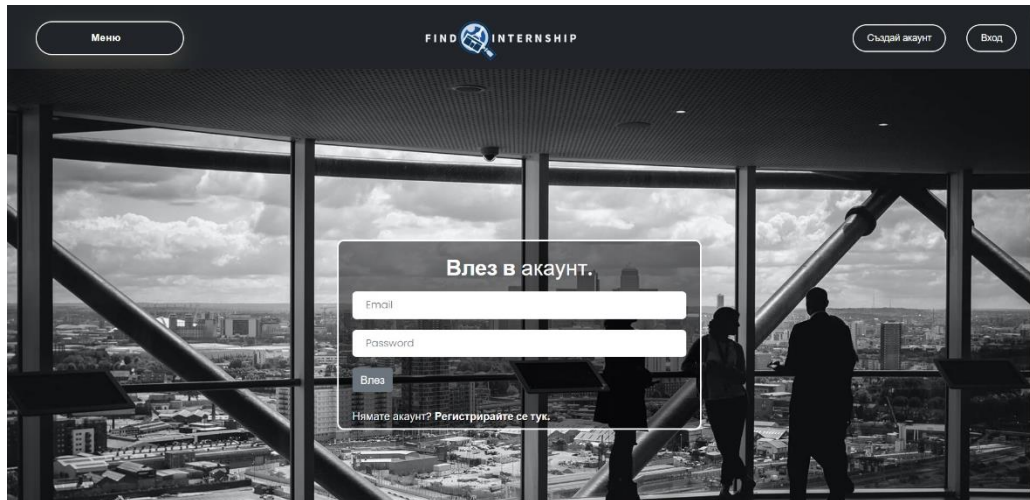 Меню
FIND INTERNSHIP
Създай акаунт
Вход
Влез в акаунт.
Email
Password
Влез
Нямате акаунт? Регистрирайте се тук.